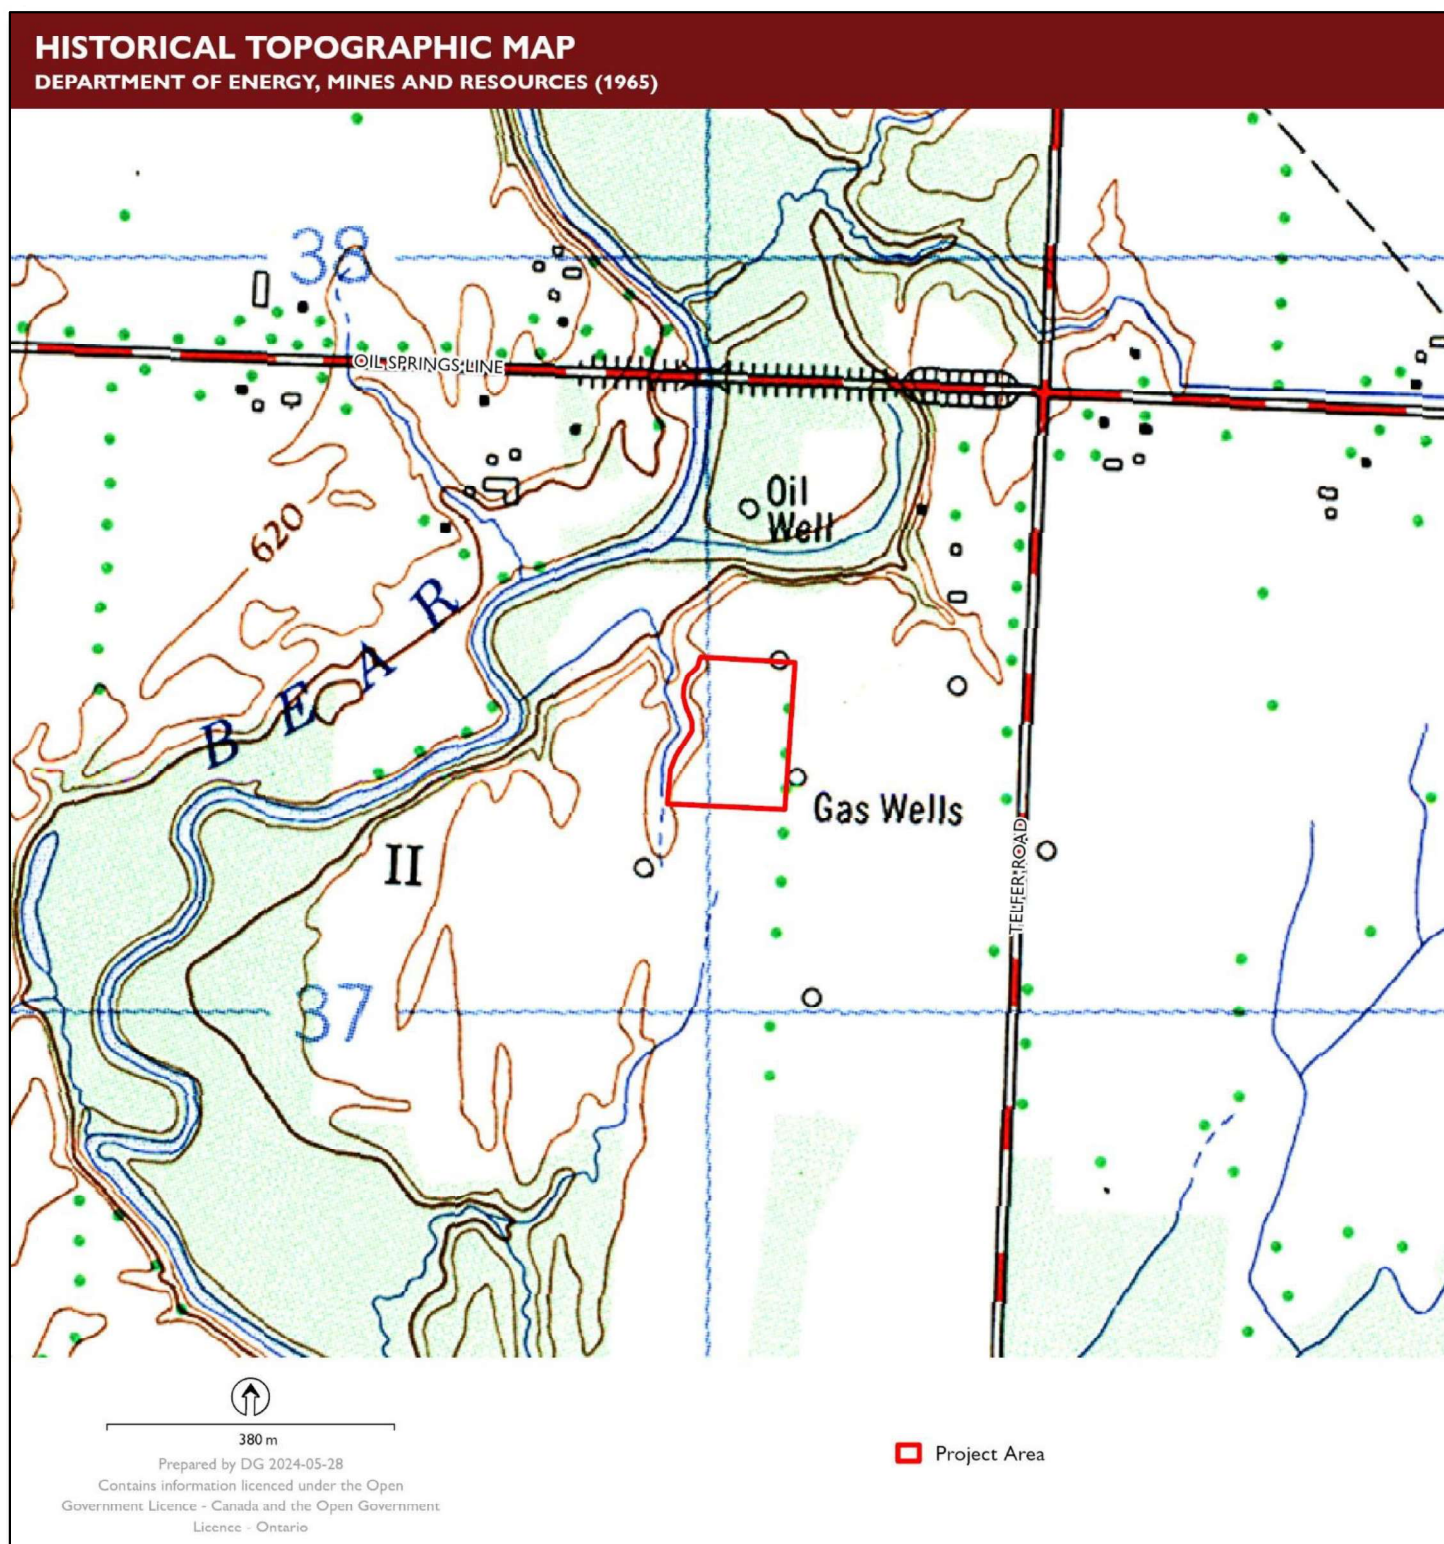 HISTORICAL TOPOGRAPHIC MAP
DEPARTMENT OF ENERGY, MINES AND RESOURCES (1965)
38
OIL SPRINGS LINE
Oil
Well
620
BEAR
Gas Wells
II
TELFER ROAD
37
380 m
Prepared by DG 2024-05-28
Contains information licenced under the Open
Government Licence - Canada and the Open Government
Licence - Ontario
Project Area